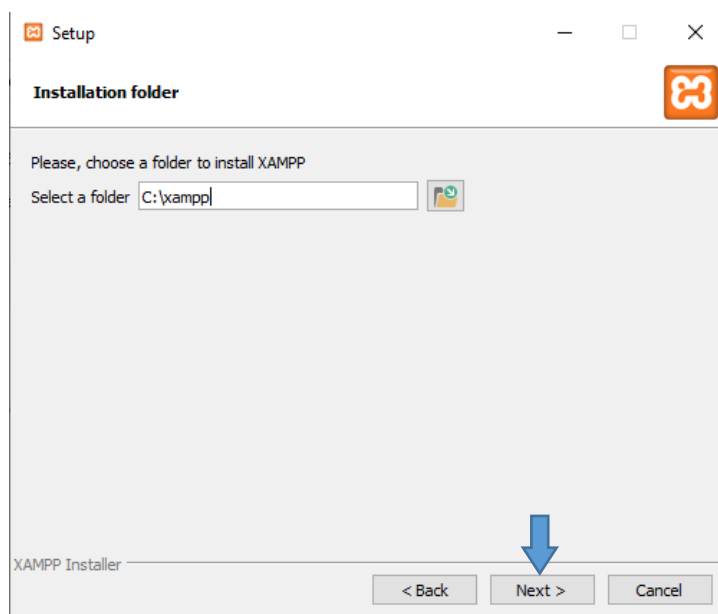 Setup
Installation folder
Please, choose a folder to install XAMPP
Select a folder C:\xampp
XAMPP Installer
< Back Next > Cancel